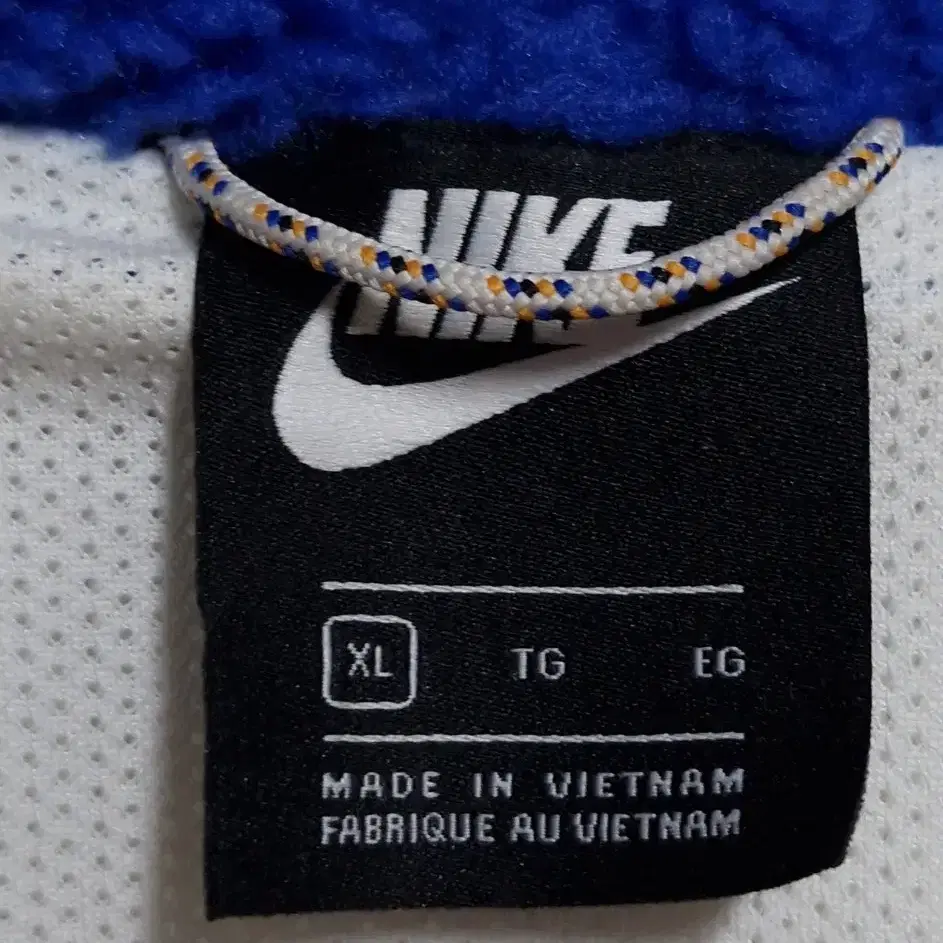 NIKE
XL TG EG
MADE IN VIETNAM
FABRIQUE AU VIETNAM